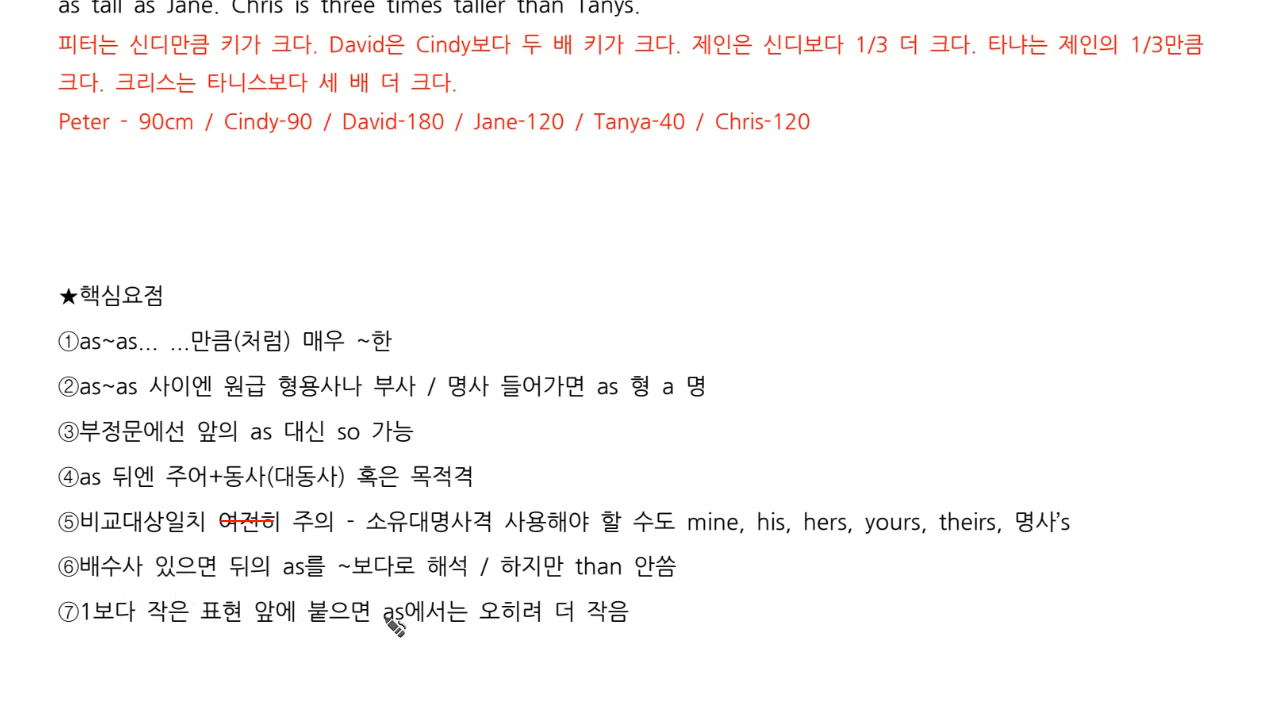 as tall as Jane. Chris is three times taller than Tanys.
피터는 신디만큼 키가 크다. David은 Cindy보다 두 배 키가 크다. 제인은 신디보다 1/3 더 크다. 타냐는 제인의 1/3만큼
크다. 크리스는 타니스보다 세 배 더 크다.
Peter - 90cm / Cindy-90 / David-180 / Jane-120 / Tanya-40 / Chris-120
★핵심요점
①as~as... ...만큼(처럼) 매우 ~한
②as~as 사이엔 원급 형용사나 부사 / 명사 들어가면 as 형 a 명
③부정문에선 앞의 as 대신 so 가능
④as 뒤엔 주어+동사(대동사) 혹은 목적격
⑤비교대상일치 여전히 주의 - 소유대명사격 사용해야 할 수도 mine, his, hers, yours, theirs, 명사’s
⑥배수사 있으면 뒤의 as를 ~보다로 해석 / 하지만 than 안씀
⑦1보다 작은 표현 앞에 붙으면 as에서는 오히려 더 작음